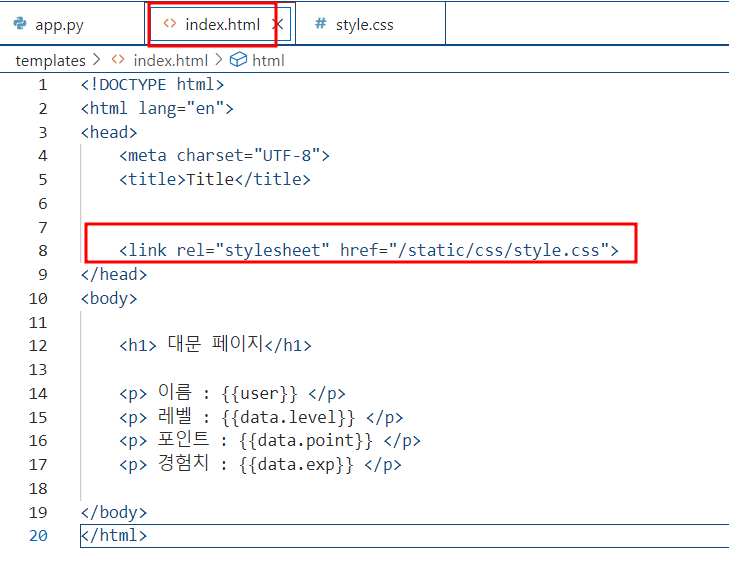 app.py index.html × style.css
templates > index.html > html
1 <!DOCTYPE html>
2 <html lang="en">
3 <head>
4 <meta charset="UTF-8">
5 <title>Title</title>
6
7
8 <link rel="stylesheet" href="/static/css/style.css">
9 </head>
10 <body>
11
12 <h1> 대문 페이지</h1>
13
14 <p> 이름 : {{user}} </p>
15 <p> 레벨 : {{data.level}} </p>
16 <p> 포인트 : {{data.point}} </p>
17 <p> 경험치 : {{data.exp}} </p>
18
19 </body>
20 </html>